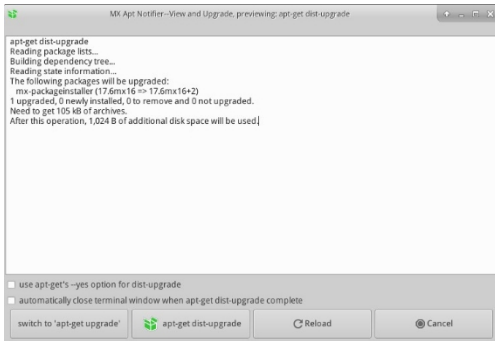 MX Apt Notifier--View and Upgrade, previewing: apt-get dist-upgrade
apt-get dist-upgrade
Reading package lists...
Building dependency tree...
Reading state information...
The following packages will be upgraded:
mx-packageinstaller (17.6mx16 => 17.6mx16+2)
1 upgraded, 0 newly installed, 0 to remove and 0 not upgraded.
Need to get 105 kB of archives.
After this operation, 1,024 B of additional disk space will be used.
use apt-get's --yes option for dist-upgrade
automatically close terminal window when apt-get dist-upgrade complete
switch to 'apt-get upgrade' apt-get dist-upgrade Reload Cancel